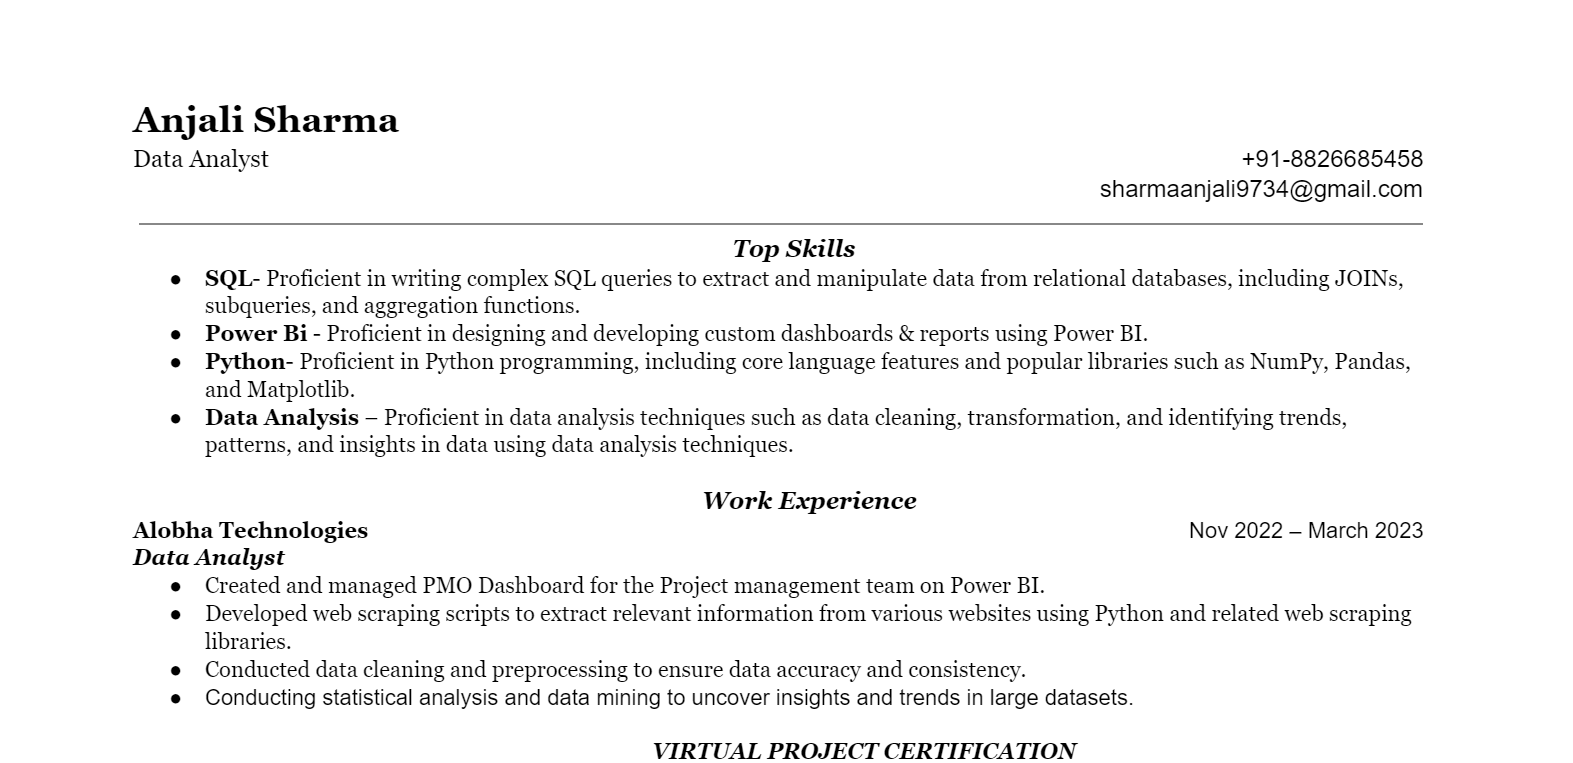 Anjali Sharma
Data Analyst
+91-8826685458
sharmaanjali9734@gmail.com
Top Skills
● SQL- Proficient in writing complex SQL queries to extract and manipulate data from relational databases, including JOINs,
subqueries, and aggregation functions.
● Power Bi - Proficient in designing and developing custom dashboards & reports using Power BI.
● Python- Proficient in Python programming, including core language features and popular libraries such as NumPy, Pandas,
and Matplotlib.
● Data Analysis – Proficient in data analysis techniques such as data cleaning, transformation, and identifying trends,
patterns, and insights in data using data analysis techniques.
Work Experience
Alobha Technologies Nov 2022 – March 2023
Data Analyst
● Created and managed PMO Dashboard for the Project management team on Power BI.
● Developed web scraping scripts to extract relevant information from various websites using Python and related web scraping
libraries.
● Conducted data cleaning and preprocessing to ensure data accuracy and consistency.
● Conducting statistical analysis and data mining to uncover insights and trends in large datasets.
VIRTUAL PROJECT CERTIFICATION